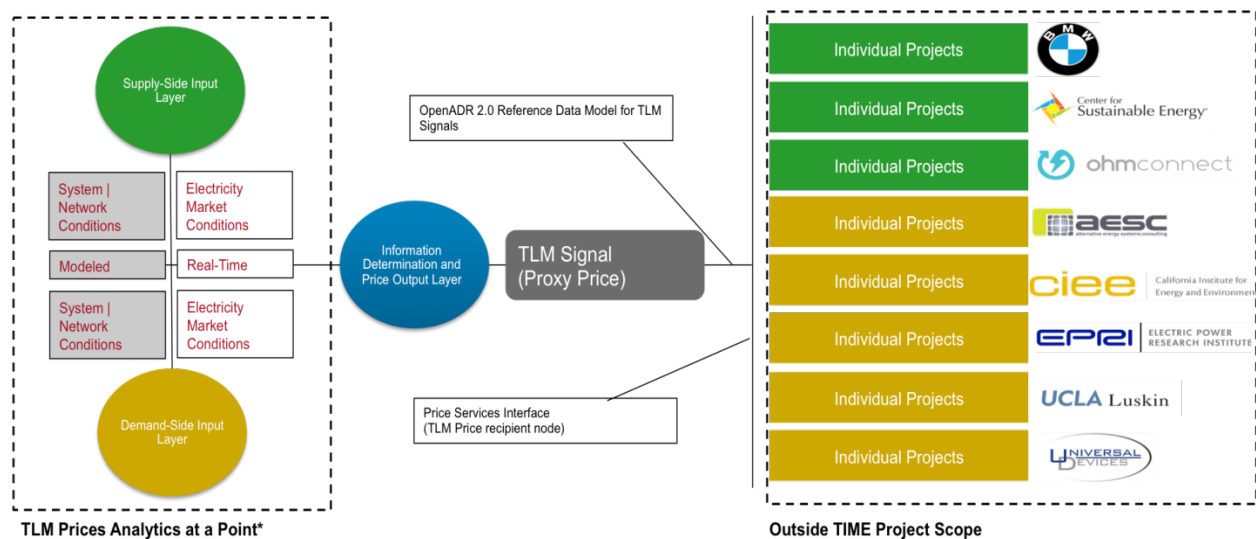 Supply-Side Input
Layer
System |
Network
Conditions
Electricity
Market
Conditions
Modeled
Real-Time
System |
Network
Conditions
Electricity
Market
Conditions
Demand-Side Input
Layer
TLM Prices Analytics at a Point*
Information
Determination and
Price Output Layer
OpenADR 2.0 Reference Data Model for TLM
Signals
TLM Signal
(Proxy Price)
Price Services Interface
(TLM Price recipient node)
Individual Projects
BMW
Individual Projects
Center for
Sustainable Energy
Individual Projects
ohmconnect
Individual Projects
aesc
alternative energy systems consulting
Individual Projects
ciee
California Institute for
Energy and Environment
Individual Projects
EPRI
ELECTRIC POWER
RESEARCH INSTITUTE
Individual Projects
UCLA Luskin
Individual Projects
UNIVERSAL
DEVICES
Outside TIME Project Scope